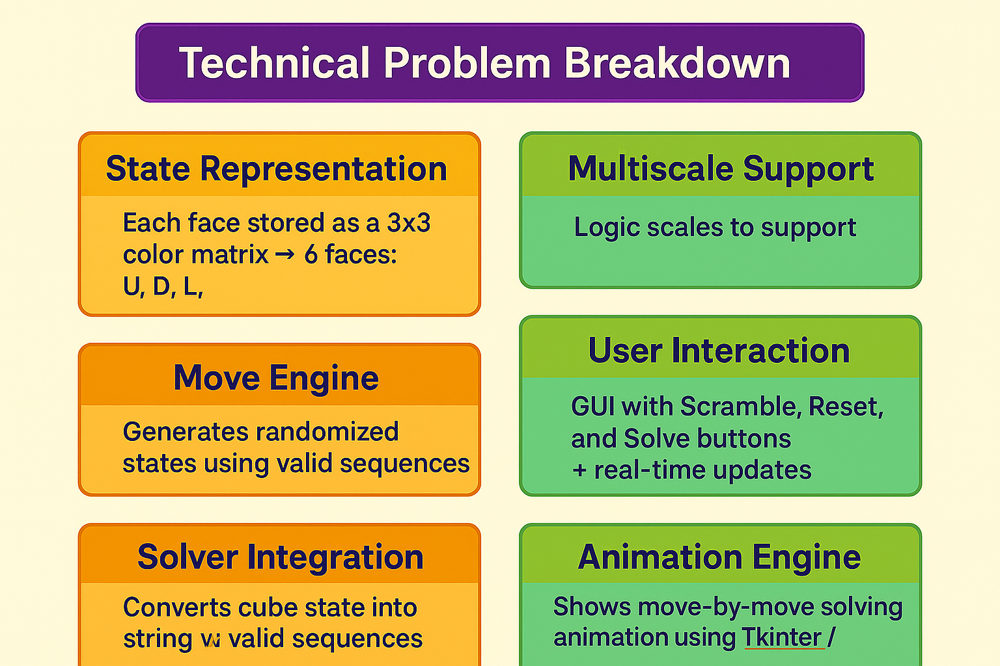 Technical Problem Breakdown
State Representation
Each face stored as a 3x3
color matrix → 6 faces:
U, D, L,
Move Engine
Generates randomized
states using valid sequences
Solver Integration
Converts cube state into
string valid sequences
Multiscale Support
Logic scales to support
User Interaction
GUI with Scramble, Reset,
and Solve buttons
+ real-time updates
Animation Engine
Shows move-by-move solving
animation using Tkinter /